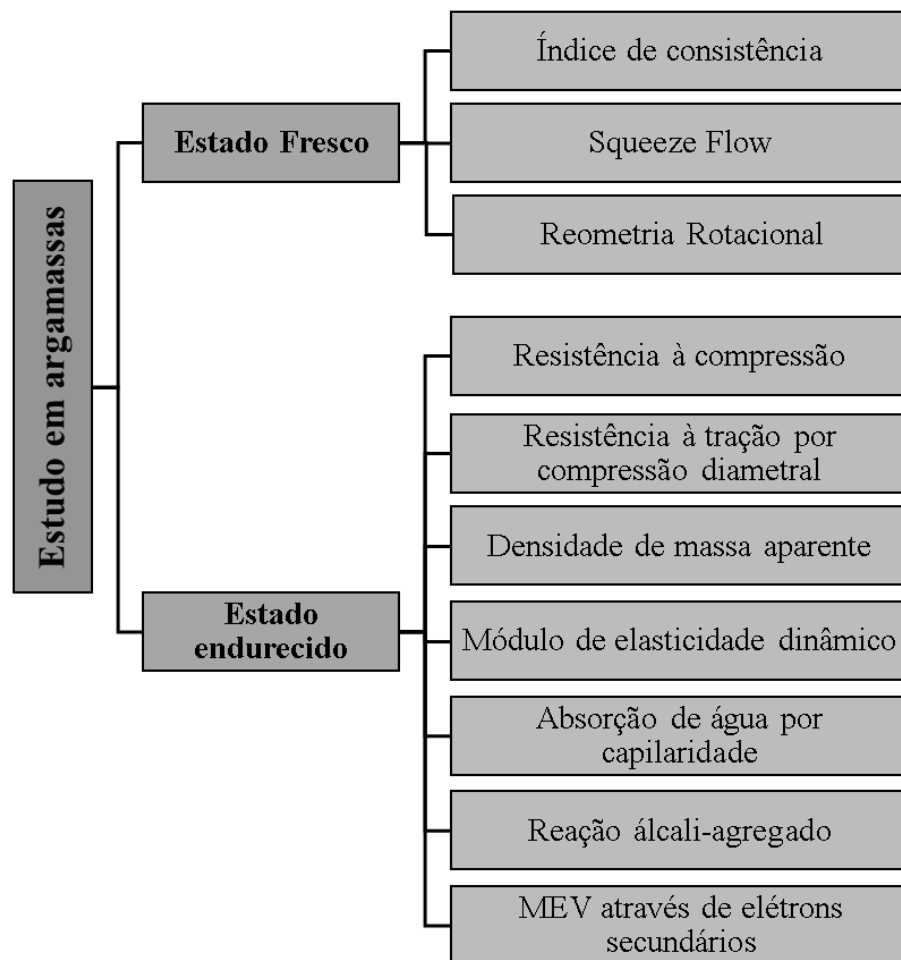 Estudo em argamassas
Estado Fresco
Índice de consistência
Squeeze Flow
Reometria Rotacional
Estado
endurecido
Resistência à compressão
Resistência à tração por
compressão diametral
Densidade de massa aparente
Módulo de elasticidade dinâmico
Absorção de água por
capilaridade
Reação álcali-agregado
MEV através de elétrons
secundários